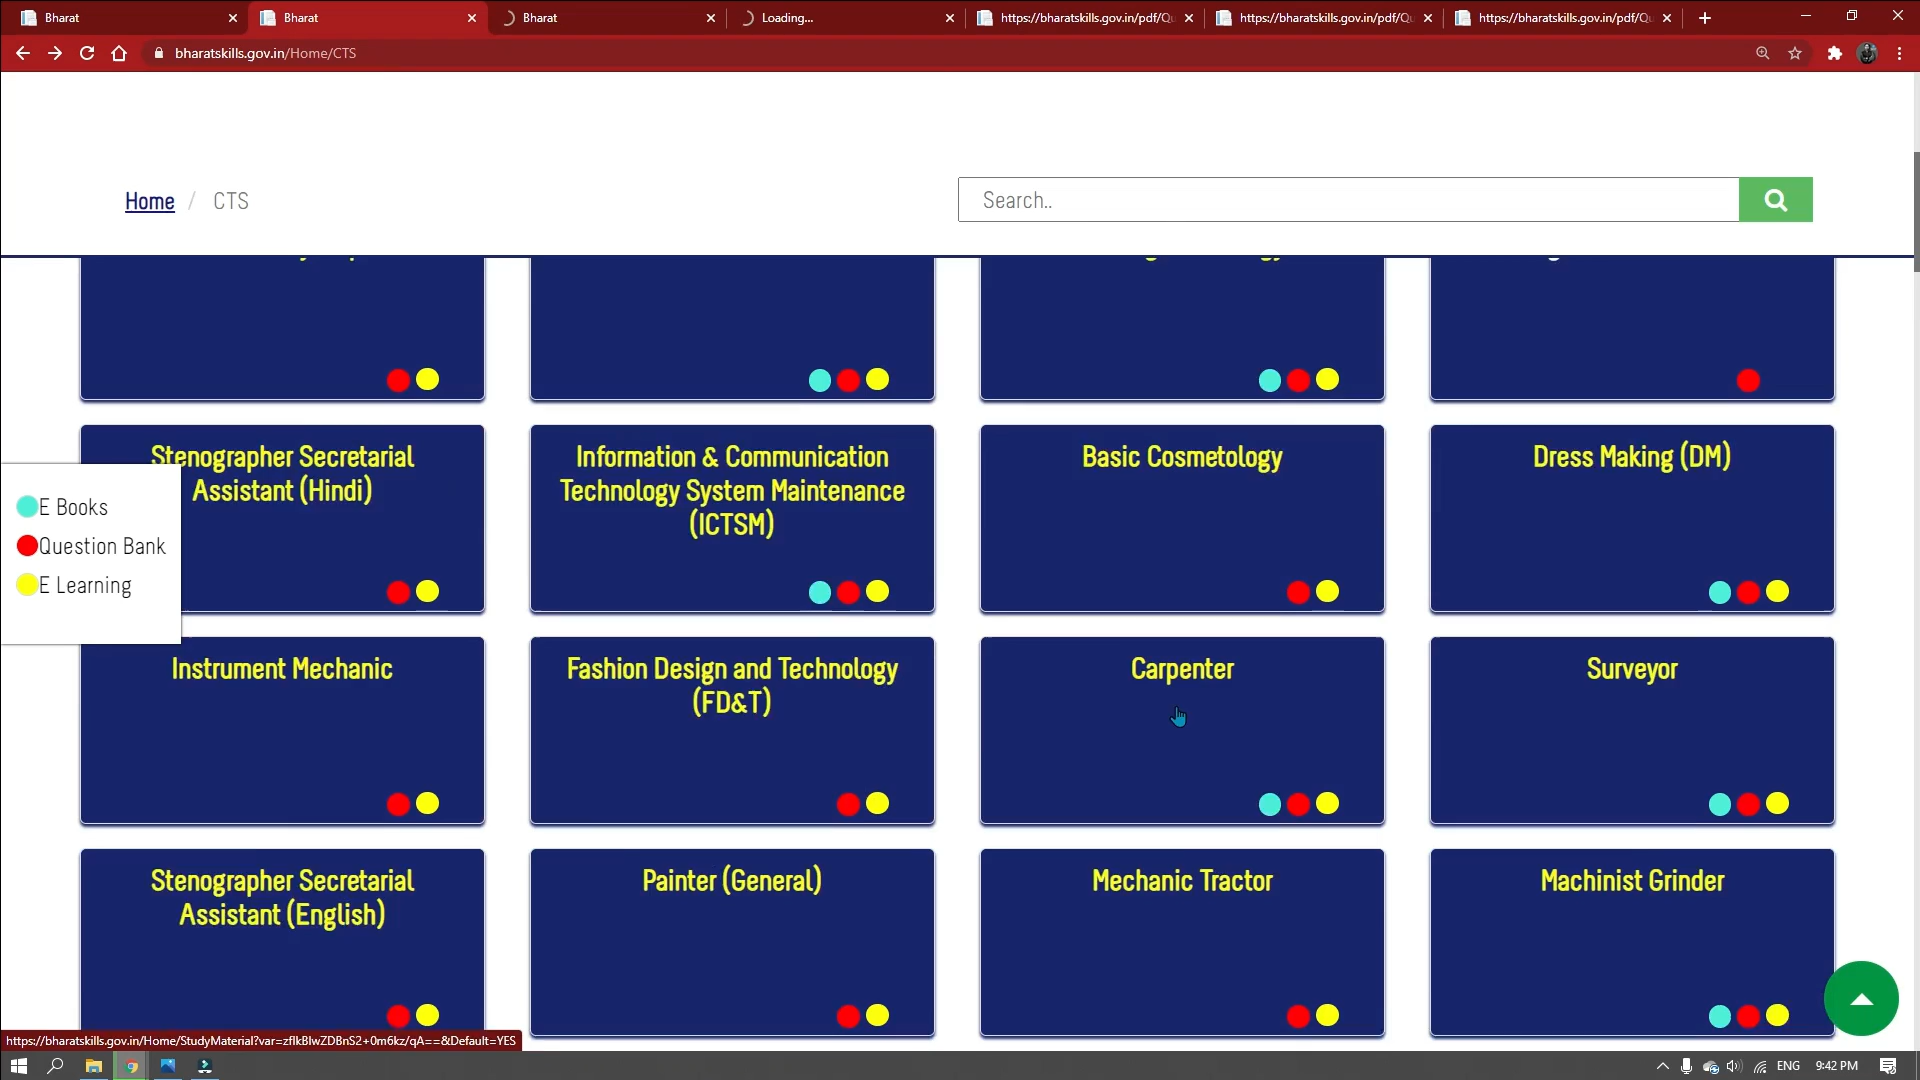 Bharat
Bharat
Bharat
Loading...
https://bharatskills.gov.in/pdf/Qu
https://bharatskills.gov.in/pdf/Qu
https://bharatskills.gov.in/pdf/Qu
bharatskills.gov.in/Home/CTS
Home / CTS
Search..
Stenographer Secretarial
Assistant (Hindi)
Information & Communication
Technology System Maintenance
(ICTSM)
Basic Cosmetology
Dress Making (DM)
E Books
Question Bank
E Learning
Instrument Mechanic
Fashion Design and Technology
(FD&T)
Carpenter
Surveyor
Stenographer Secretarial
Assistant (English)
Painter (General)
Mechanic Tractor
Machinist Grinder
https://bharatskills.gov.in/Home/StudyMaterial?var=zflkBlwZDBnS2+0m6kz/qA==&Default=YES
ENG
9:42 PM